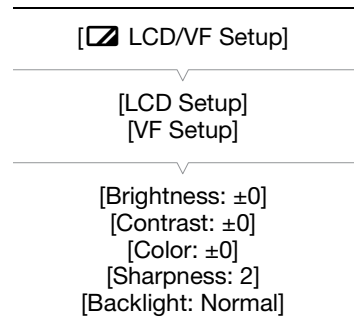 [LCD/VF Setup]
[LCD Setup]
[VF Setup]
[Brightness: ±0]
[Contrast: ±0]
[Color: ±0]
[Sharpness: 2]
[Backlight: Normal]